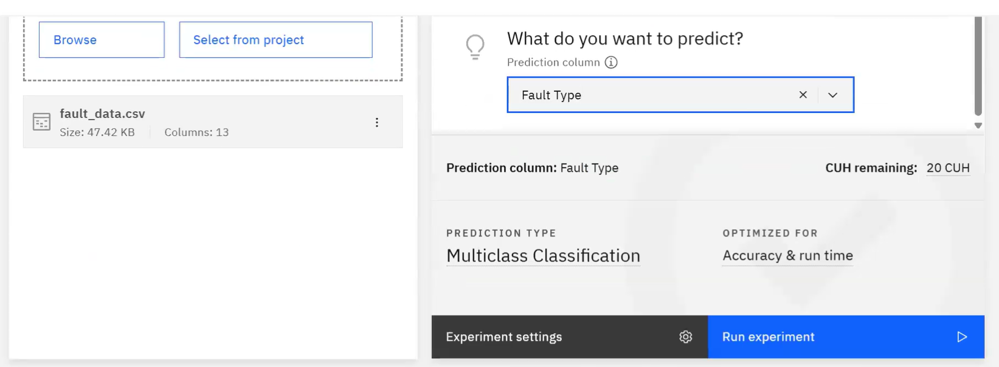 Browse
Select from project
fault_data.csv
Size: 47.42 KB
Columns: 13
What do you want to predict?
Prediction column
Fault Type
Prediction column: Fault Type
CUH remaining: 20 CUH
PREDICTION TYPE
Multiclass Classification
OPTIMIZED FOR
Accuracy & run time
Experiment settings
Run experiment